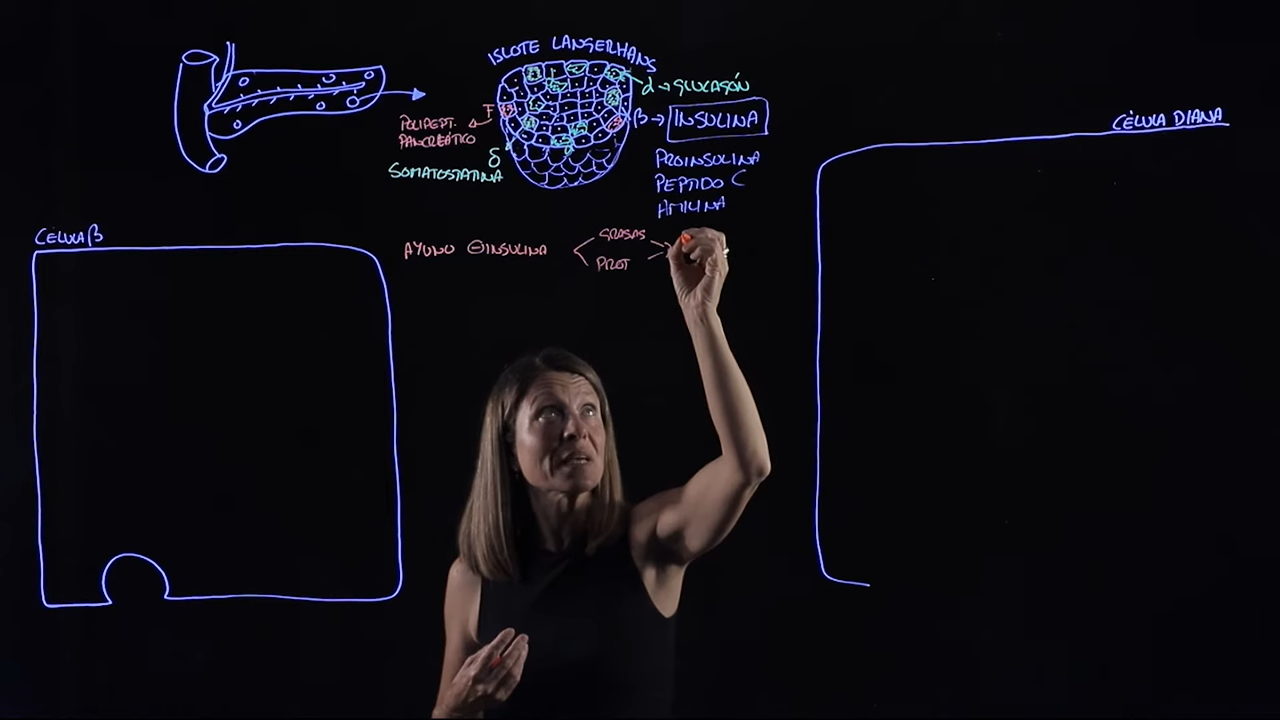 ISLOTE LANGERHANS
α → GLUCAGÓN
β → INSULINA
F
POLIPEPT.
PANCREÁTICO
δ
SOMATOSTATINA
PROINSULINA
PEPTIDO C
AMILINA
CÉLULA DIANA
CÉLULA β
AYUNO ⊖ INSULINA
GRASAS
PROT